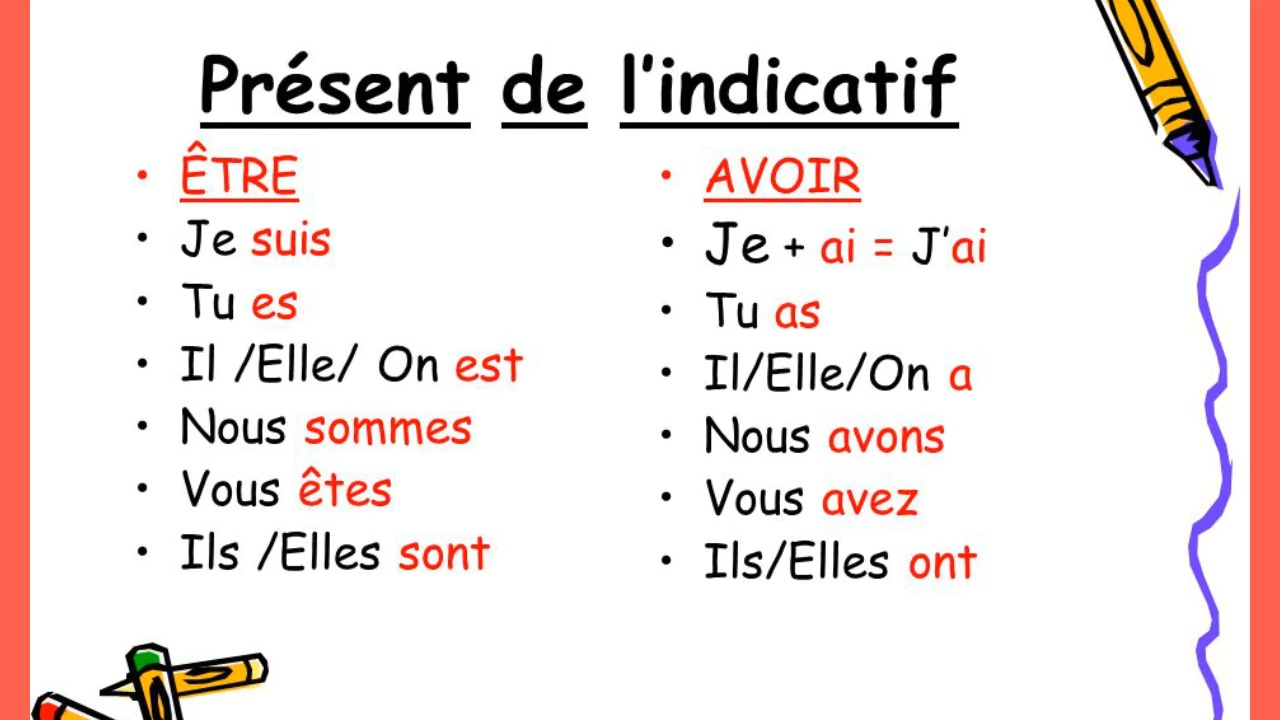 Présent de l'indicatif
• ÊTRE
• Je suis
• Tu es
• Il /Elle/ On est
• Nous sommes
• Vous êtes
• Ils /Elles sont
• AVOIR
• Je + ai = J'ai
• Tu as
• Il/Elle/On a
• Nous avons
• Vous avez
• Ils/Elles ont